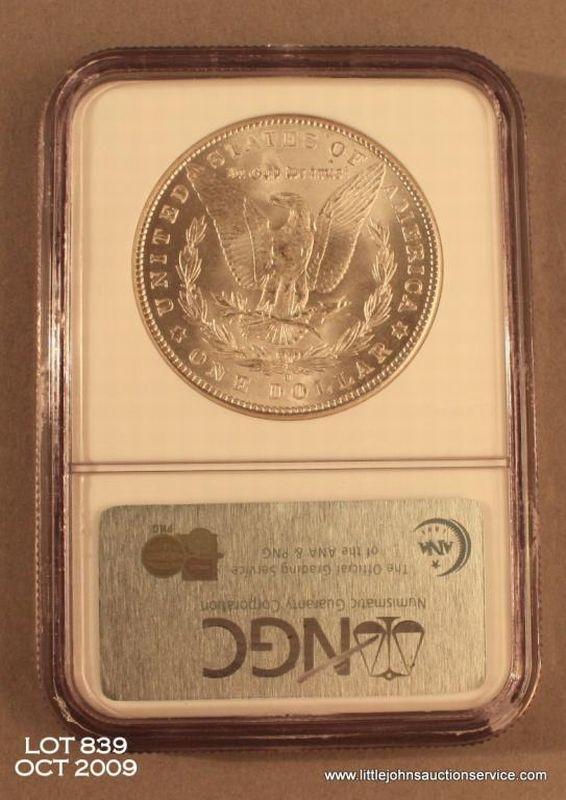 UNITED STATES OF AMERICA
In God we trust
ONE DOLLAR
NGC
Numismatic Guaranty Corporation
The Official Grading Service
of the ANA & PNG
ANA
PNG
LOT 839
OCT 2009
www.littlejohnsauctionservice.com